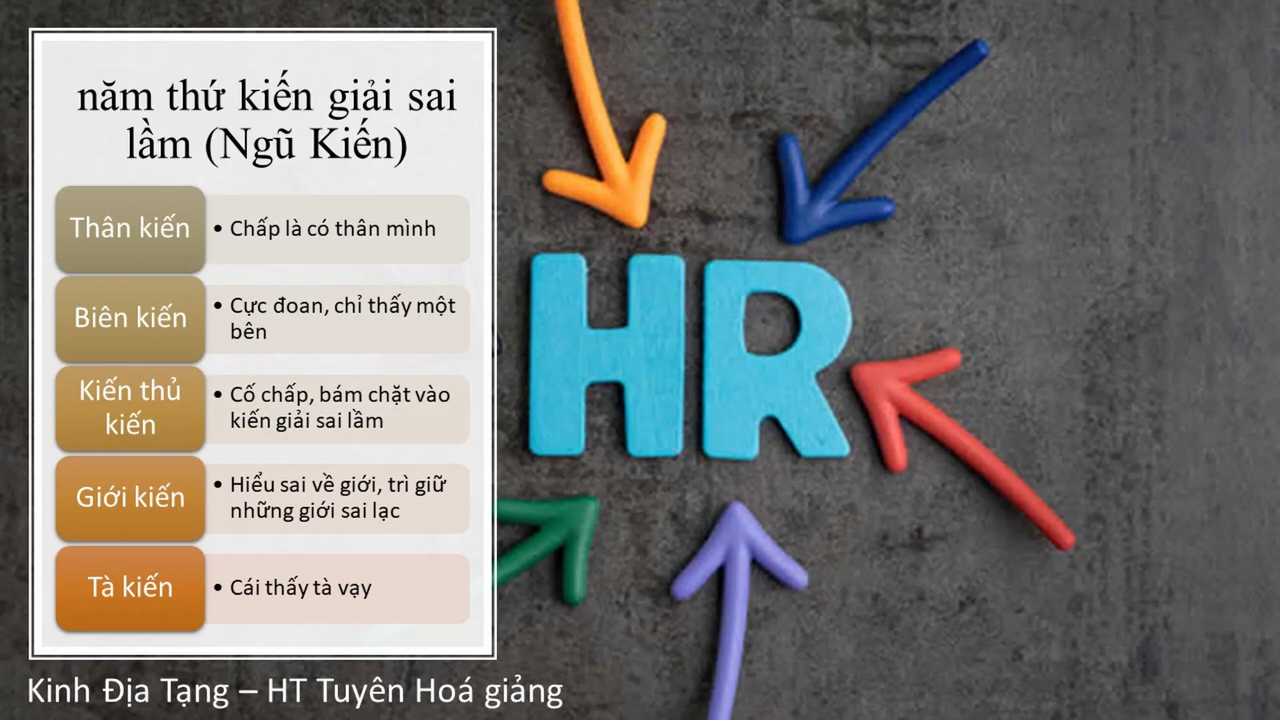 năm thứ kiến giải sai
lầm (Ngũ Kiến)
Thân kiến
• Chấp là có thân mình
Biên kiến
• Cực đoan, chỉ thấy một
bên
Kiến thủ
kiến
• Cố chấp, bám chặt vào
kiến giải sai lầm
Giới kiến
• Hiểu sai về giới, trì giữ
những giới sai lạc
Tà kiến
• Cái thấy tà vạy
HR
Kinh Địa Tạng – HT Tuyên Hoá giảng